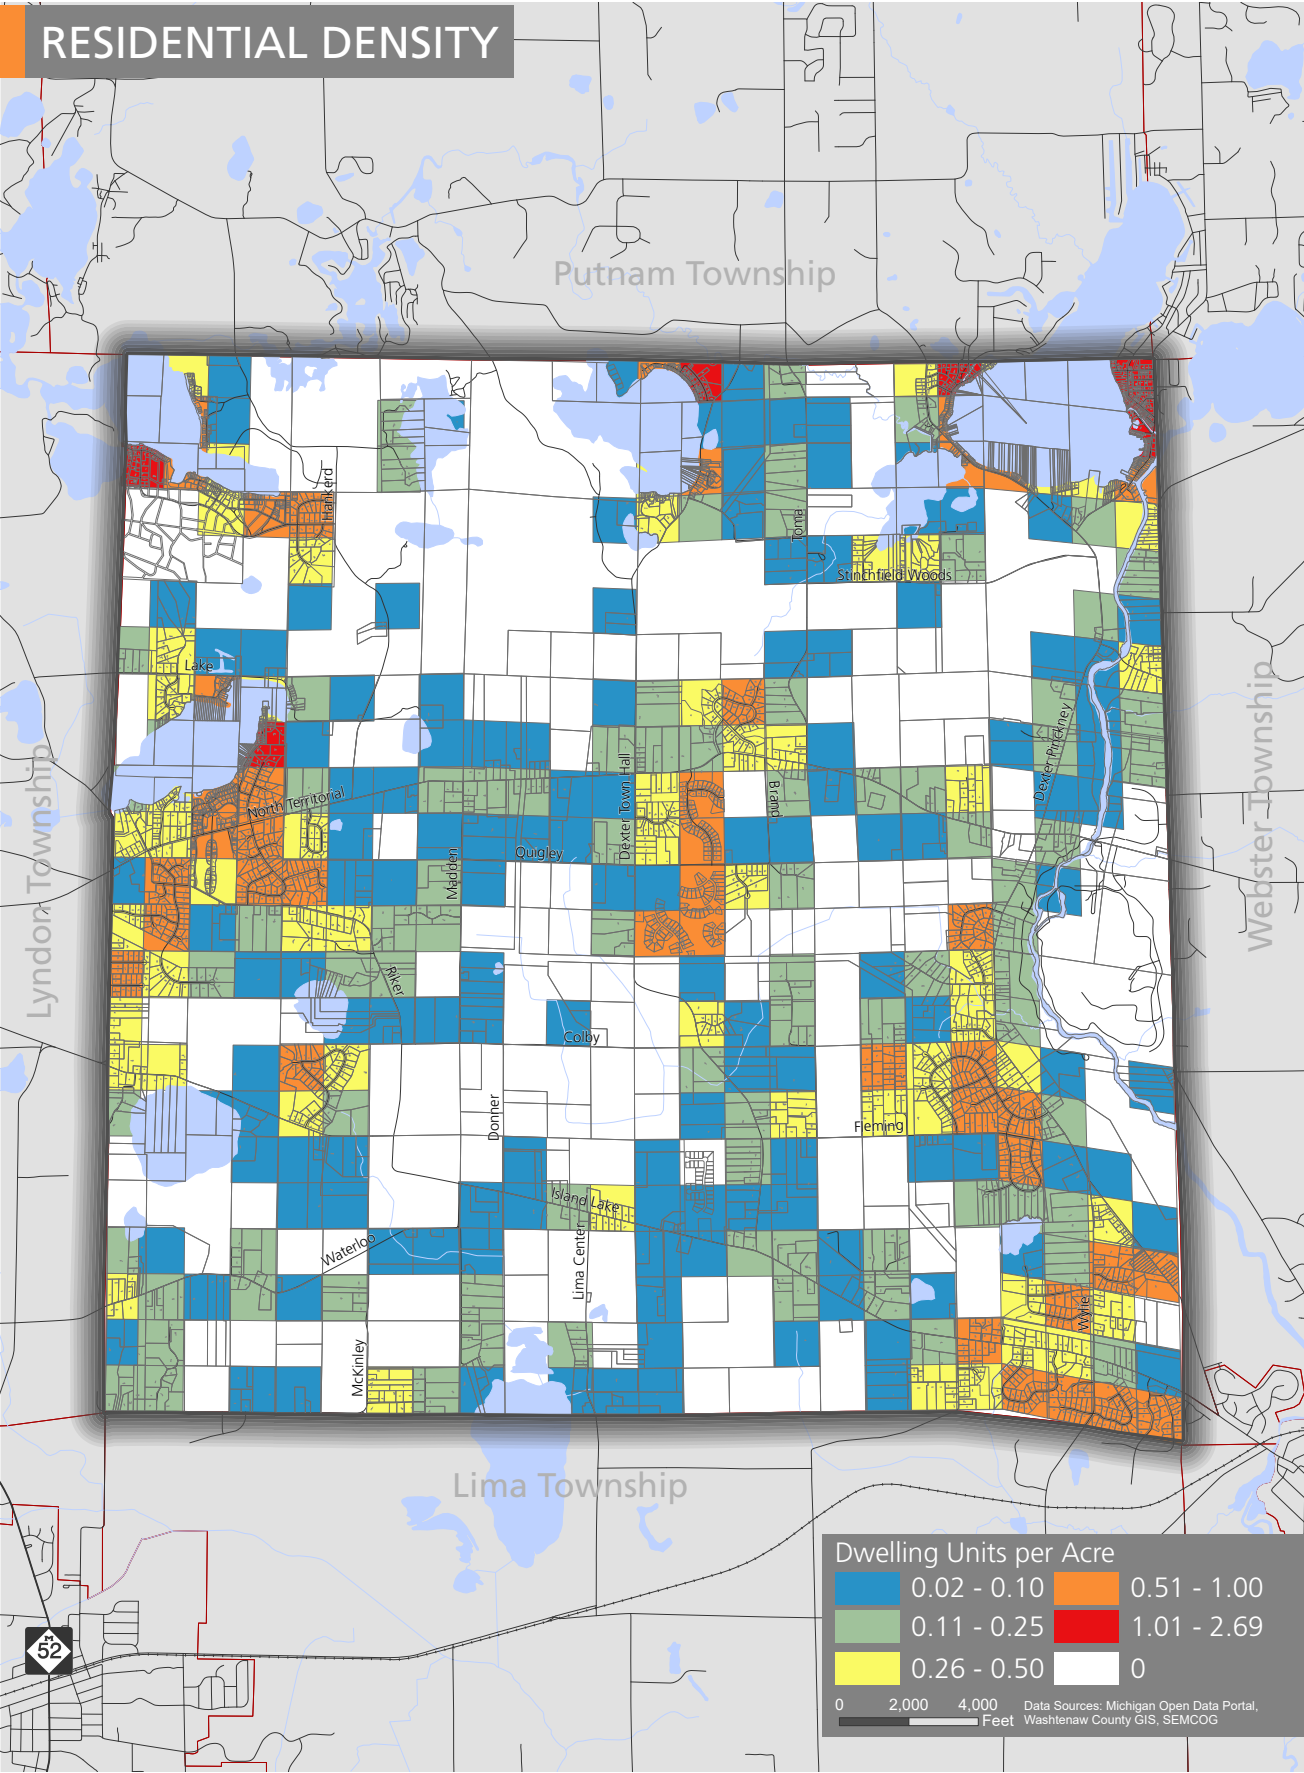 RESIDENTIAL DENSITY
Putnam Township
Hankerd
Toma
Stinchfield Woods
Lake
Dexter Pinckney
Webster Township
Lyndon Township
North Territorial
Dexter Town Hall
Brand
Quigley
Madden
Riker
Colby
Donner
Fleming
Island Lake
Waterloo
Lima Center
Wylie
McKinley
Lima Township
Dwelling Units per Acre
0.02 - 0.10
0.51 - 1.00
0.11 - 0.25
1.01 - 2.69
0.26 - 0.50
0
0 2,000 4,000
Feet
Data Sources: Michigan Open Data Portal,
Washtenaw County GIS, SEMCOG
M
52